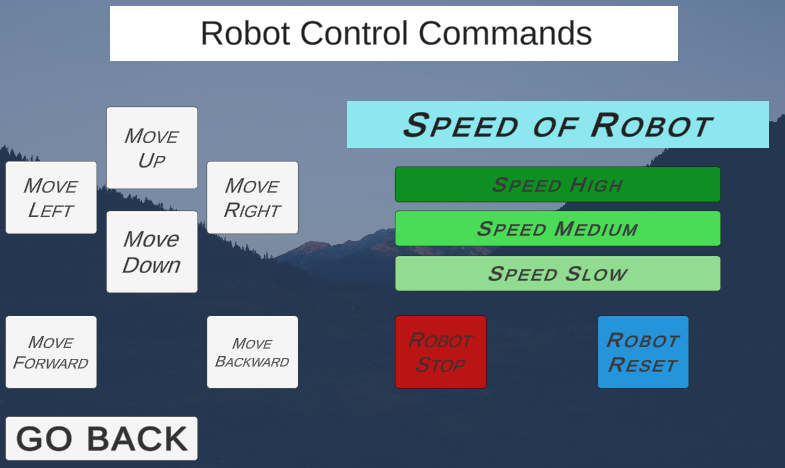 Robot Control Commands
SPEED OF ROBOT
MOVE
UP
MOVE
LEFT
MOVE
RIGHT
Move
Down
SPEED HIGH
SPEED MEDIUM
SPEED SLOW
MOVE
FORWARD
MOVE
BACKWARD
ROBOT
STOP
ROBOT
RESET
GO BACK